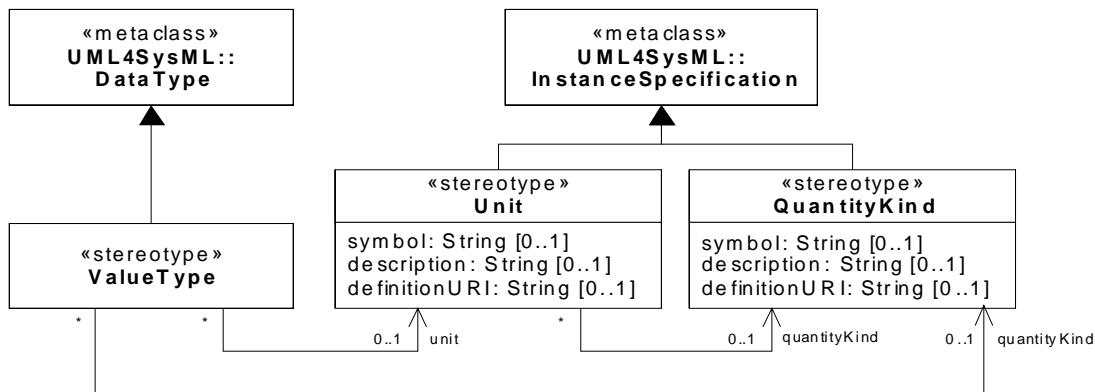 «metaclass»
UML4SysML::
DataType
«metaclass»
UML4SysML::
InstanceSpecification
«stereotype»
Unit
symbol: String [0..1]
description: String [0..1]
definitionURI: String [0..1]
«stereotype»
QuantityKind
symbol: String [0..1]
description: String [0..1]
definitionURI: String [0..1]
«stereotype»
ValueType
* * 0..1 unit * 0..1 quantityKind 0..1 quantityKind